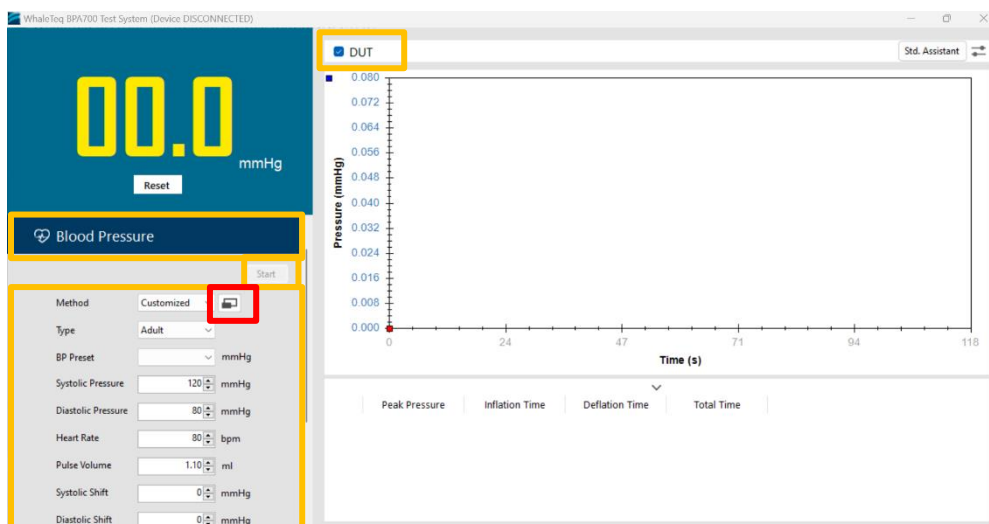 WhaleTeq BPA700 Test System (Device DISCONNECTED)
00.0 mmHg
Reset
Blood Pressure
Start
Method Customized
Type Adult
BP Preset mmHg
Systolic Pressure 120 mmHg
Diastolic Pressure 80 mmHg
Heart Rate 80 bpm
Pulse Volume 1.10 ml
Systolic Shift 0 mmHg
Diastolic Shift 0 mmHg
DUT
Std. Assistant
Pressure (mmHg)
0.080
0.072
0.064
0.056
0.048
0.040
0.032
0.024
0.016
0.008
0.000
0 24 47 71 94 118
Time (s)
Peak Pressure Inflation Time Deflation Time Total Time